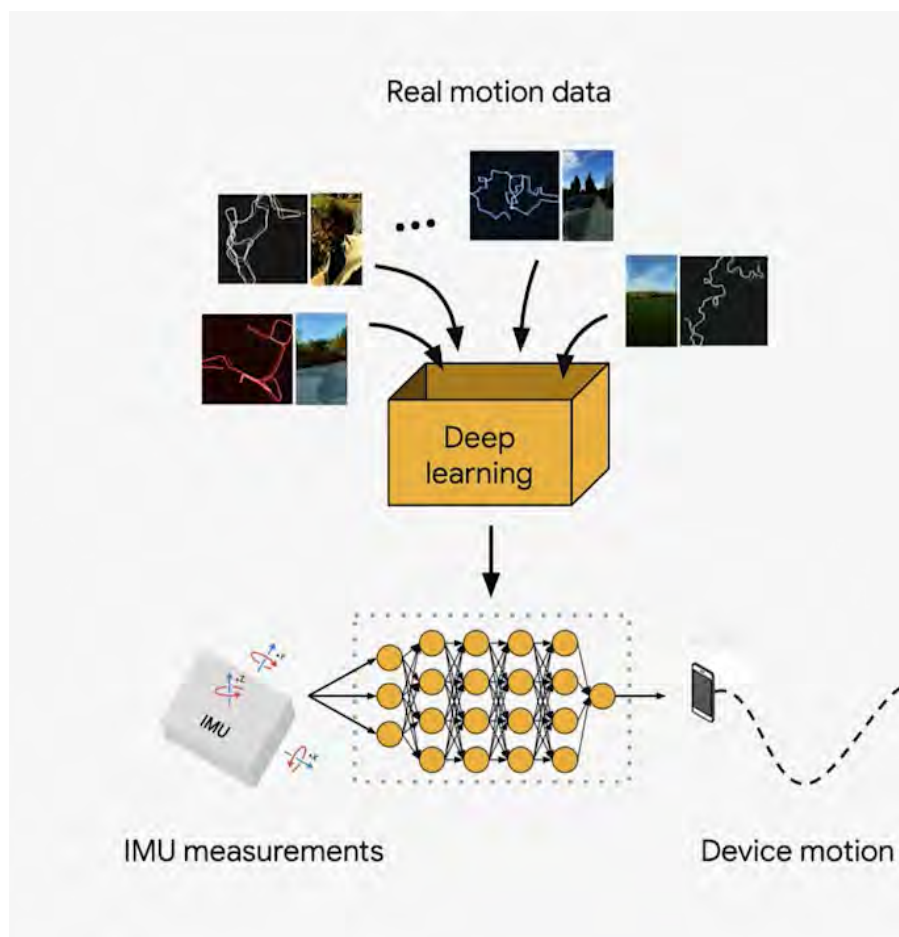 Real motion data
Deep
learning
+Y
+Z
IMU
+X
IMU measurements
Device motion